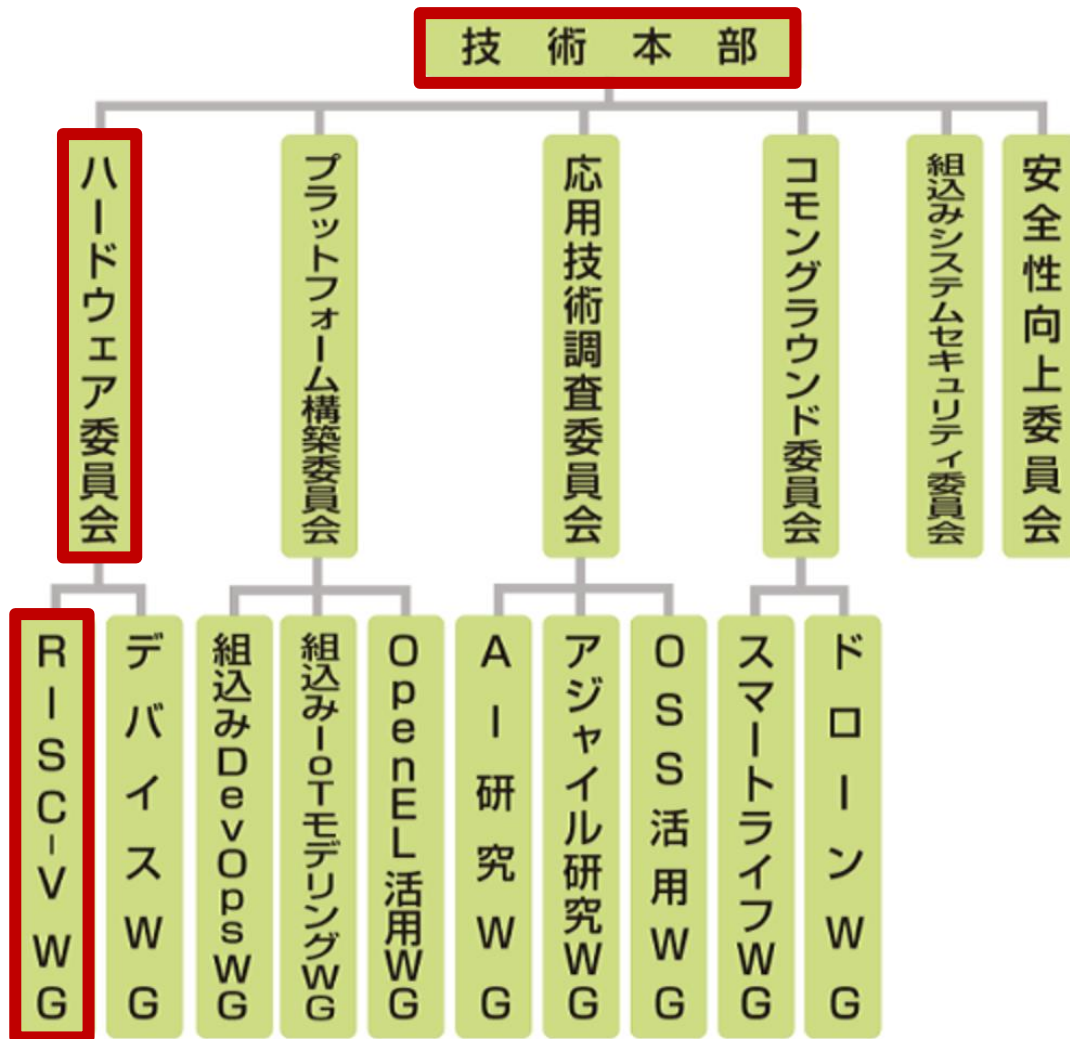 技術本部
ハードウェア委員会
プラットフォーム構築委員会
応用技術調査委員会
コモングラウンド委員会
組込みシステムセキュリティ委員会
安全性向上委員会
RISC-V WG
デバイスWG
組込みDevOpsWG
組込みIoTモデリングWG
OpenEL活用WG
AI研究WG
アジャイル研究WG
OSS活用WG
スマートライフWG
ドローンWG